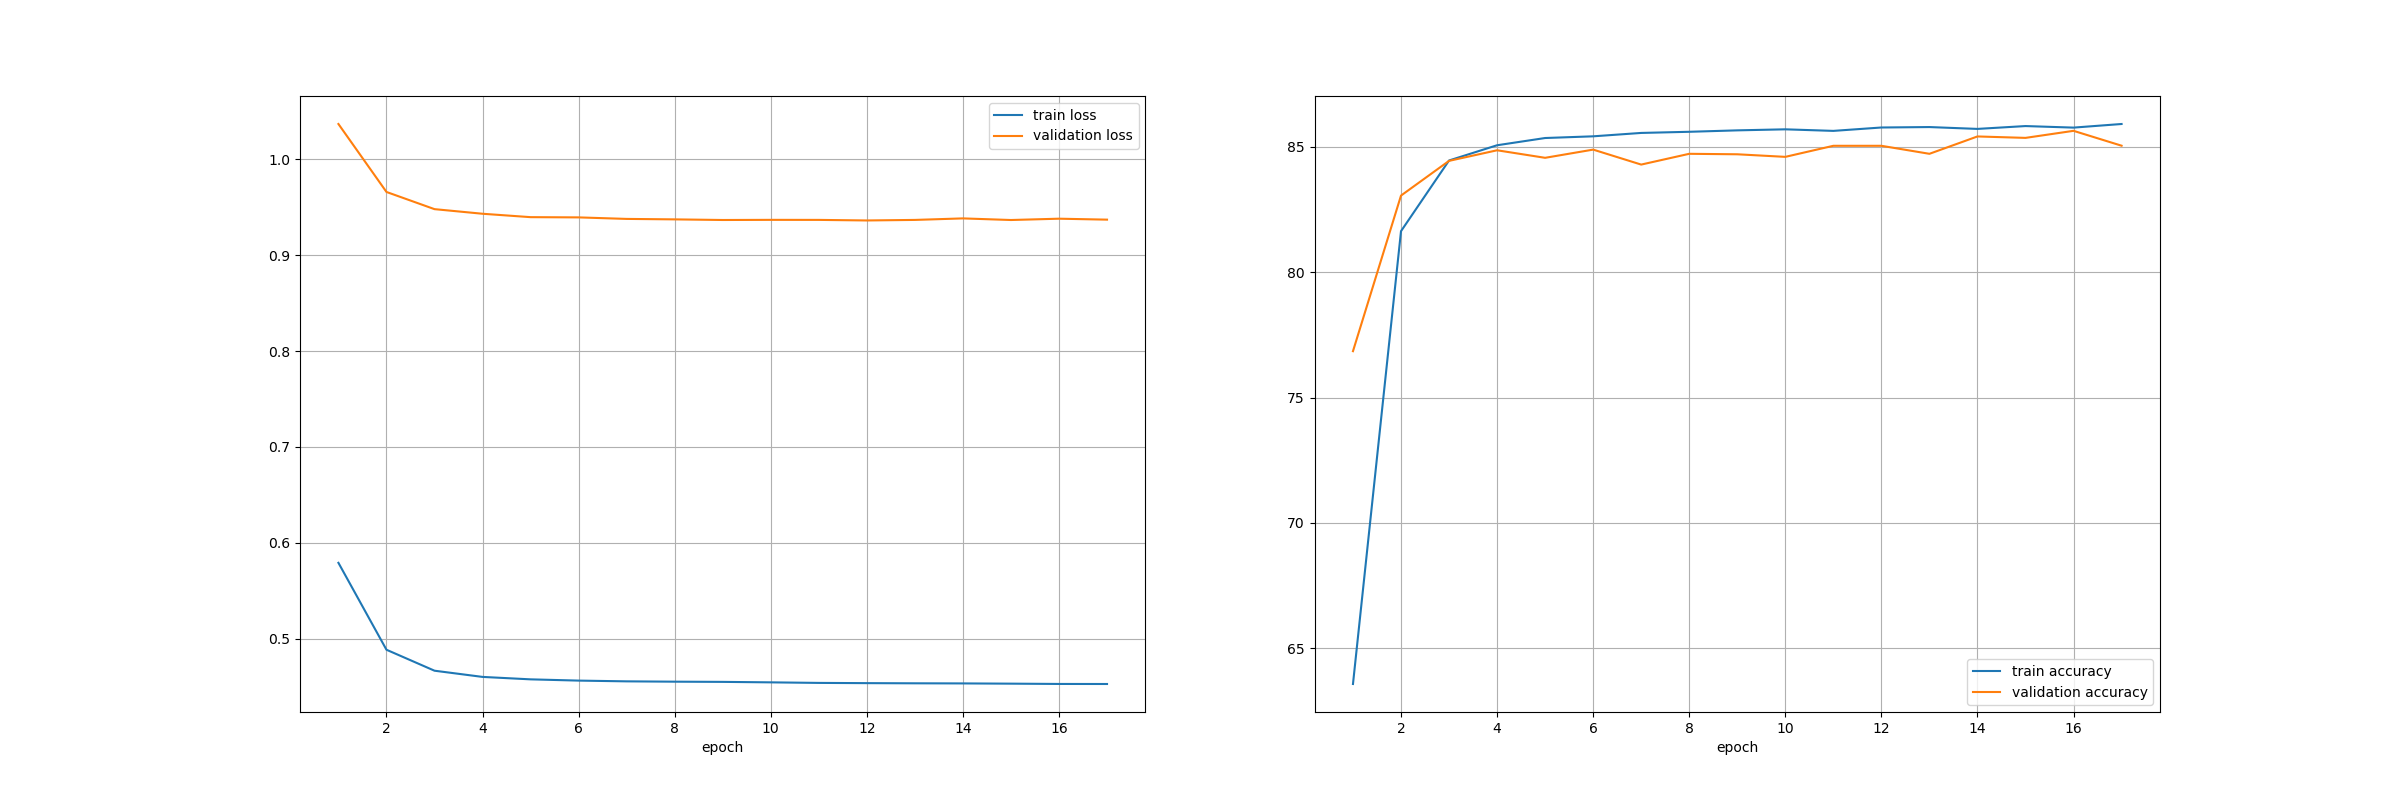 train loss
validation loss
1.0
0.9
0.8
0.7
0.6
0.5
2 4 6 8 10 12 14 16
epoch
85
80
75
70
65
train accuracy
validation accuracy
2 4 6 8 10 12 14 16
epoch